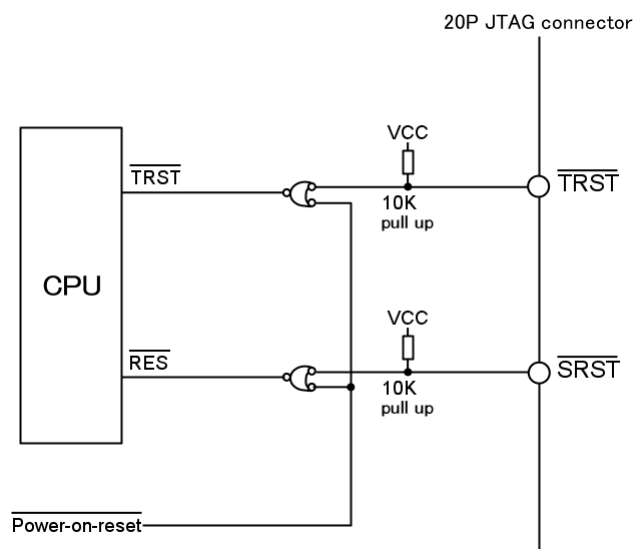 20P JTAG connector
VCC
TRST
TRST
10K
pull up
CPU
VCC
RES
SRST
10K
pull up
Power-on-reset